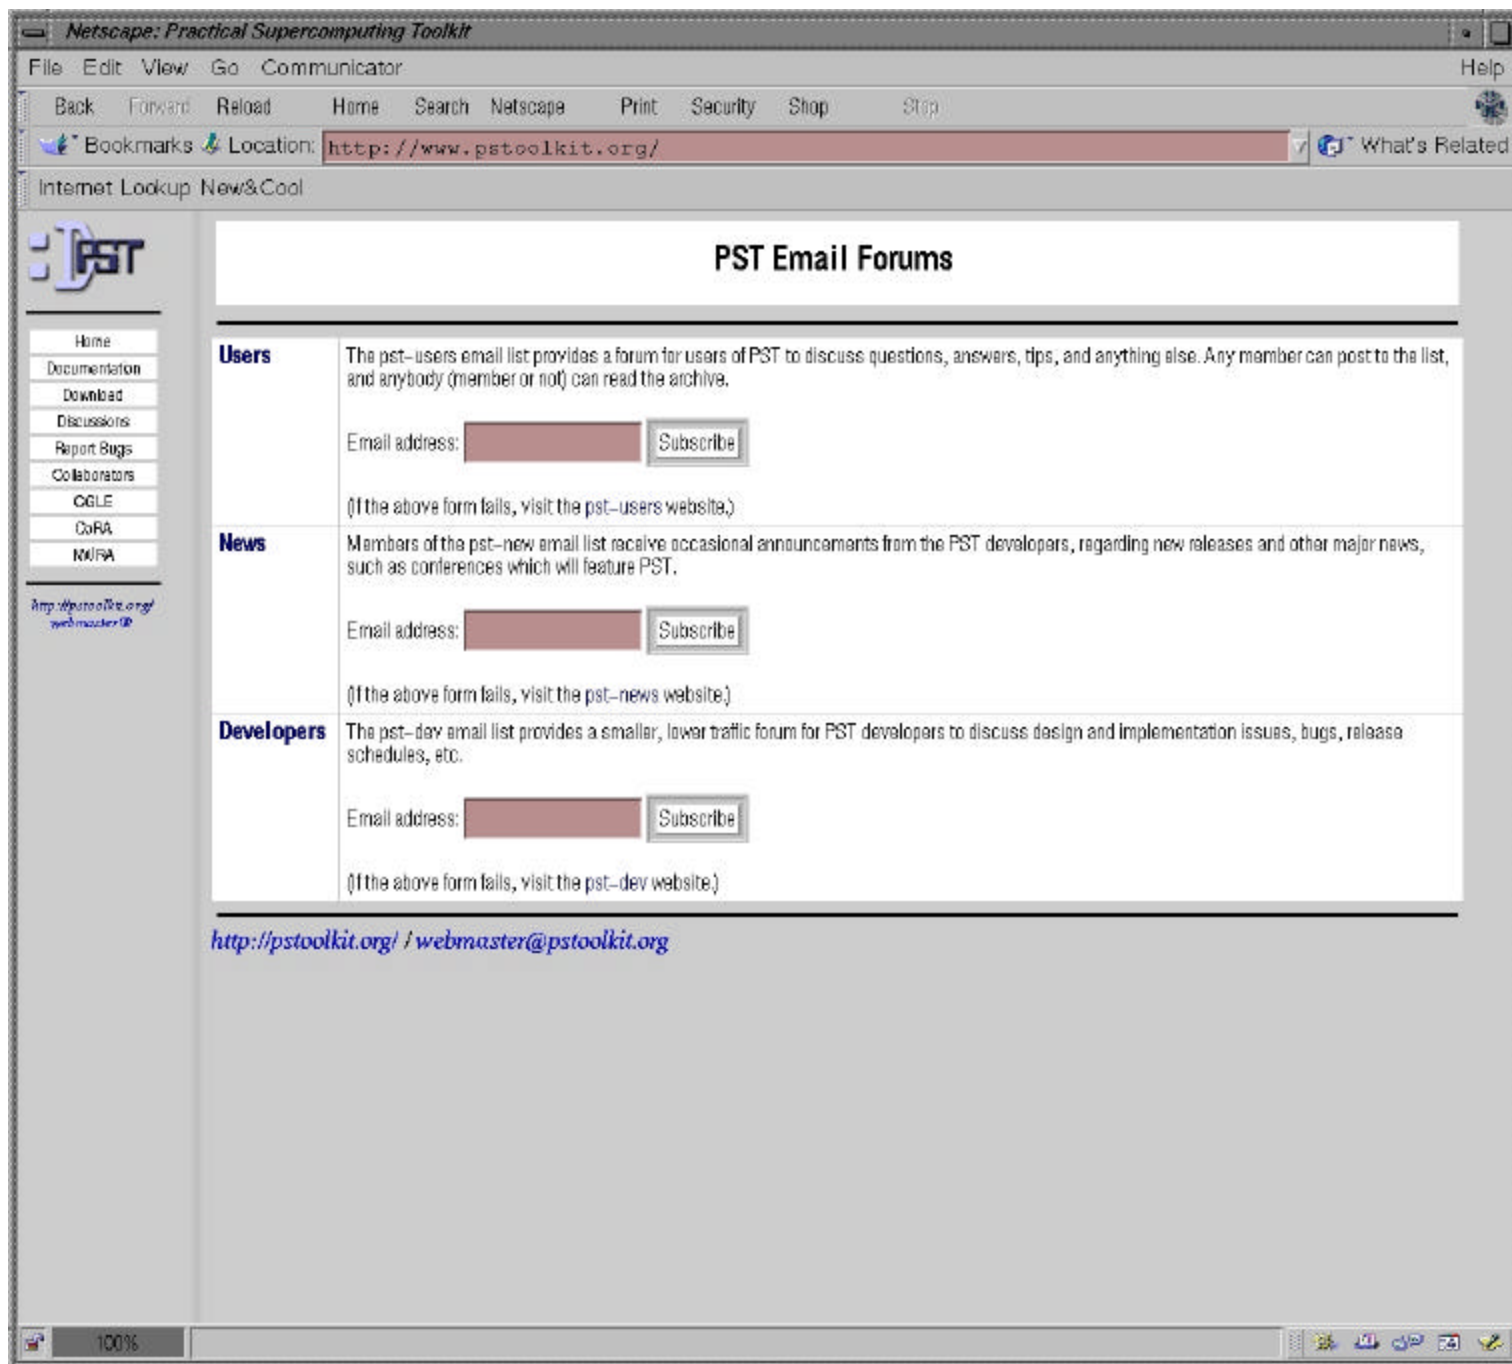 Netscape: Practical Supercomputing Toolkit
File Edit View Go Communicator Help
Back Forward Reload Home Search Netscape Print Security Shop Stop
Bookmarks Location: http://www.pstoolkit.org/ What's Related
Internet Lookup New&Cool
PST
PST Email Forums
Home
Documentation
Download
Discussions
Report Bugs
Collaborators
OGLE
CoRA
NWRA
http://pstoolkit.org/
webmaster@
Users
The pst-users email list provides a forum for users of PST to discuss questions, answers, tips, and anything else. Any member can post to the list,
and anybody (member or not) can read the archive.
Email address: Subscribe
(If the above form fails, visit the pst-users website.)
News
Members of the pst-new email list receive occasional announcements from the PST developers, regarding new releases and other major news,
such as conferences which will feature PST.
Email address: Subscribe
(If the above form fails, visit the pst-news website.)
Developers
The pst-dev email list provides a smaller, lower traffic forum for PST developers to discuss design and implementation issues, bugs, release
schedules, etc.
Email address: Subscribe
(If the above form fails, visit the pst-dev website.)
http://pstoolkit.org/ / webmaster@pstoolkit.org
100%